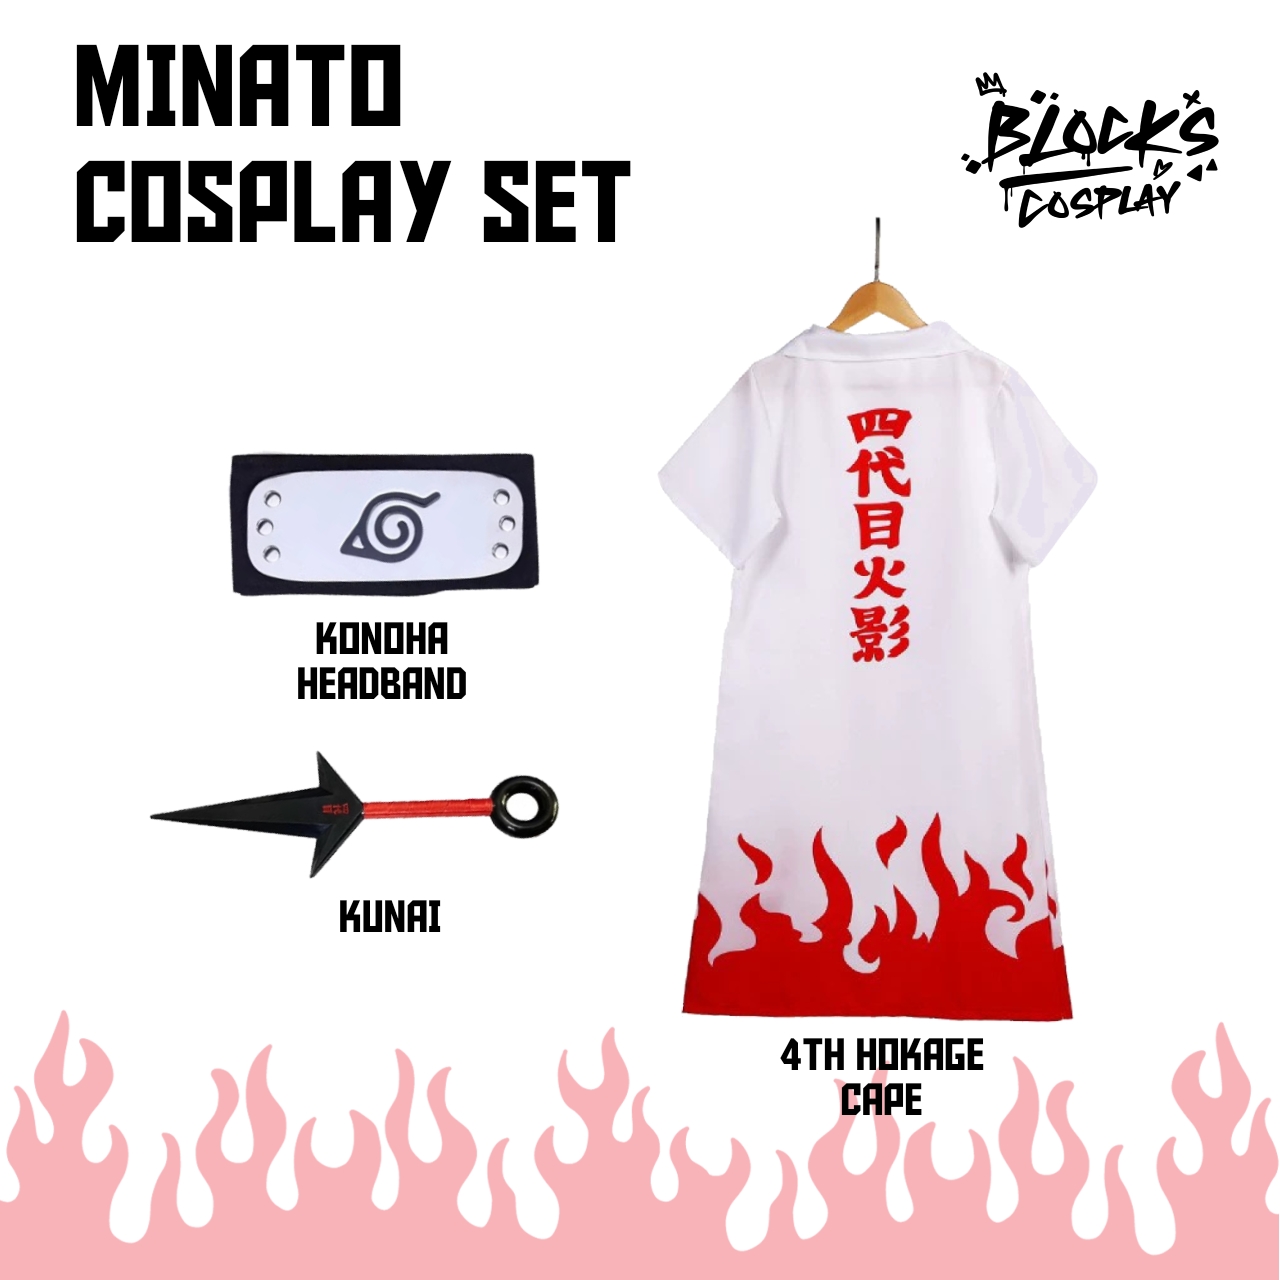 MINATO
COSPLAY SET
BLOCKS
COSPLAY
四代目火影
KONOHA
HEADBAND
KUNAI
4TH HOKAGE
CAPE